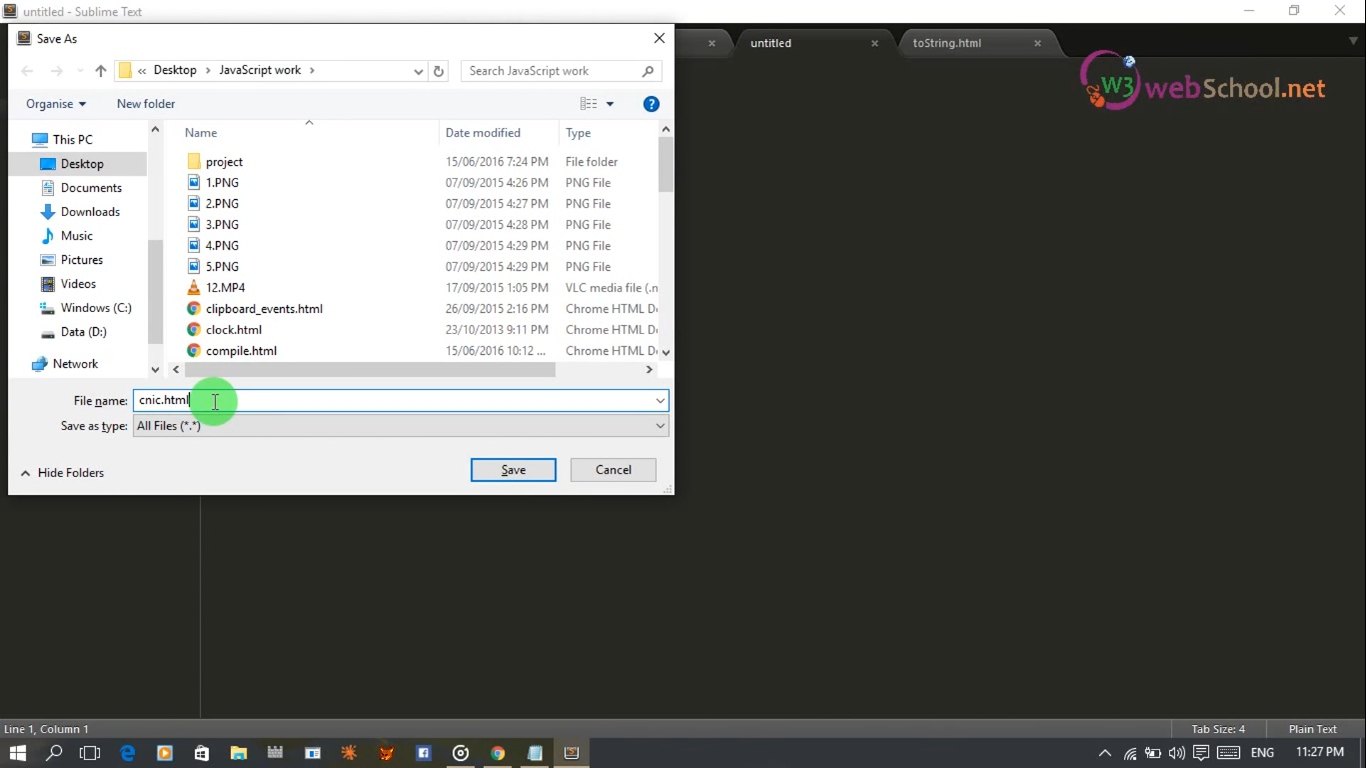 untitled - Sublime Text
Save As
« Desktop › JavaScript work ›
Search JavaScript work
untitled
toString.html
W3webSchool.net
Organise
New folder
Name
Date modified
Type
This PC
Desktop
Documents
Downloads
Music
Pictures
Videos
Windows (C:)
Data (D:)
Network
project 15/06/2016 7:24 PM File folder
1.PNG 07/09/2015 4:26 PM PNG File
2.PNG 07/09/2015 4:27 PM PNG File
3.PNG 07/09/2015 4:28 PM PNG File
4.PNG 07/09/2015 4:29 PM PNG File
5.PNG 07/09/2015 4:29 PM PNG File
12.MP4 17/09/2015 1:05 PM VLC media file (.n
clipboard_events.html 26/09/2015 2:16 PM Chrome HTML Do
clock.html 23/10/2013 9:11 PM Chrome HTML Do
compile.html 15/06/2016 10:12 ... Chrome HTML Do
File name: cnic.html
Save as type: All Files (*.*)
Hide Folders
Save
Cancel
Line 1, Column 1
Tab Size: 4
Plain Text
ENG
11:27 PM